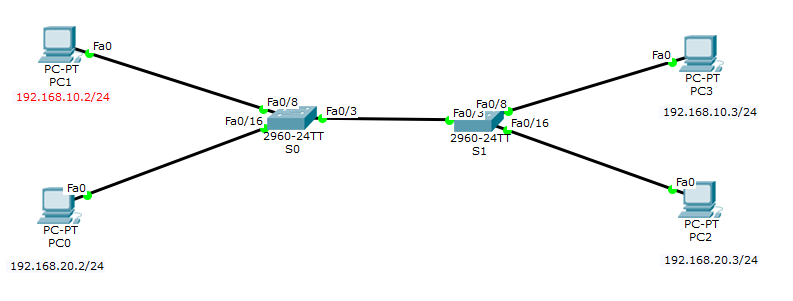 Fa0
PC-PT
PC1
192.168.10.2/24
Fa0/8
Fa0/16
Fa0/3
2960-24TT
S0
Fa0
PC-PT
PC0
192.168.20.2/24
Fa0/3
Fa0/8
Fa0/16
2960-24TT
S1
Fa0
PC-PT
PC3
192.168.10.3/24
Fa0
PC-PT
PC2
192.168.20.3/24